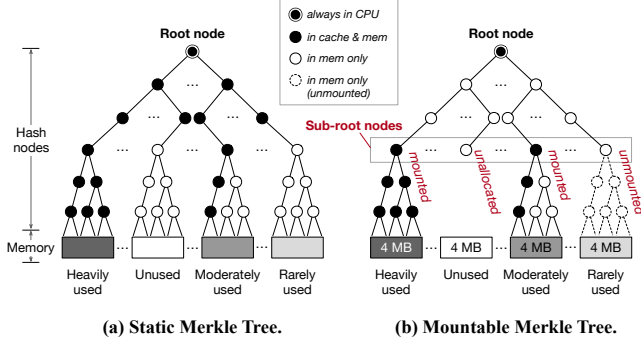 Root node
always in CPU
in cache & mem
in mem only
in mem only
(unmounted)
Root node
Hash
nodes
Memory
...
...
...
...
...
...
...
...
Heavily
used
Unused
Moderately
used
Rarely
used
(a) Static Merkle Tree.
Sub-root nodes
...
...
...
...
...
mounted
unallocated
mounted
unmounted
4 MB
...
4 MB
...
4 MB
...
4 MB
Heavily
used
Unused
Moderately
used
Rarely
used
(b) Mountable Merkle Tree.